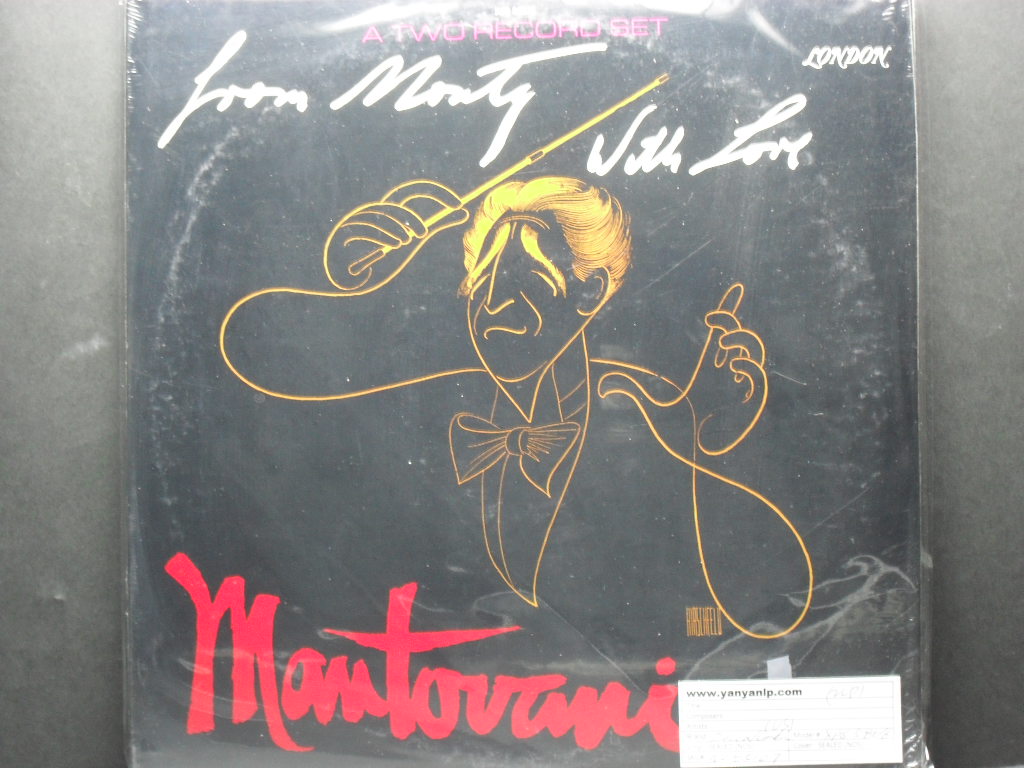 A TWO RECORD SET
LONDON
From Monty
With Love
HIRSCHFELD
Mantovani
www.yanyanlp.com